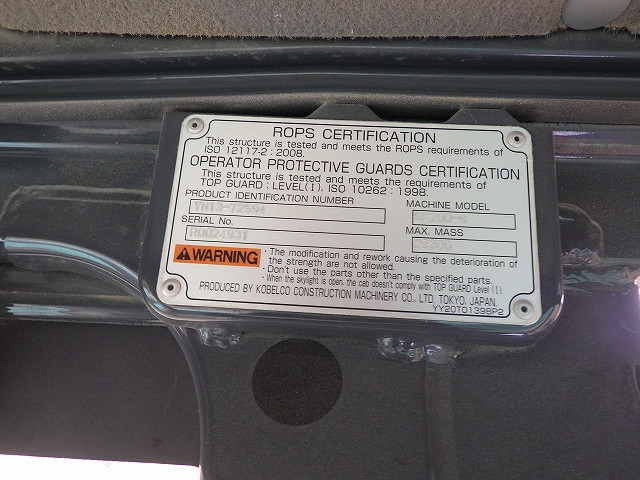 ROPS CERTIFICATION
This structure is tested and meets the ROPS requirements of
ISO 12117-2 : 2008.
OPERATOR PROTECTIVE GUARDS CERTIFICATION
This structure is tested and meets the requirements of
TOP GUARD : LEVEL(I). ISO 10262 : 1998.
PRODUCT IDENTIFICATION NUMBER
MACHINE MODEL
SERIAL No.
MAX. MASS
WARNING
· The modification and rework causing the deterioration of
the strength are not allowed.
· Don't use the parts other than the specified parts.
· When the skylight is open, the cab doesn't comply with TOP GUARD Level (I).
PRODUCED BY KOBELCO CONSTRUCTION MACHINERY CO., LTD. TOKYO, JAPAN.
YY20T01398P2